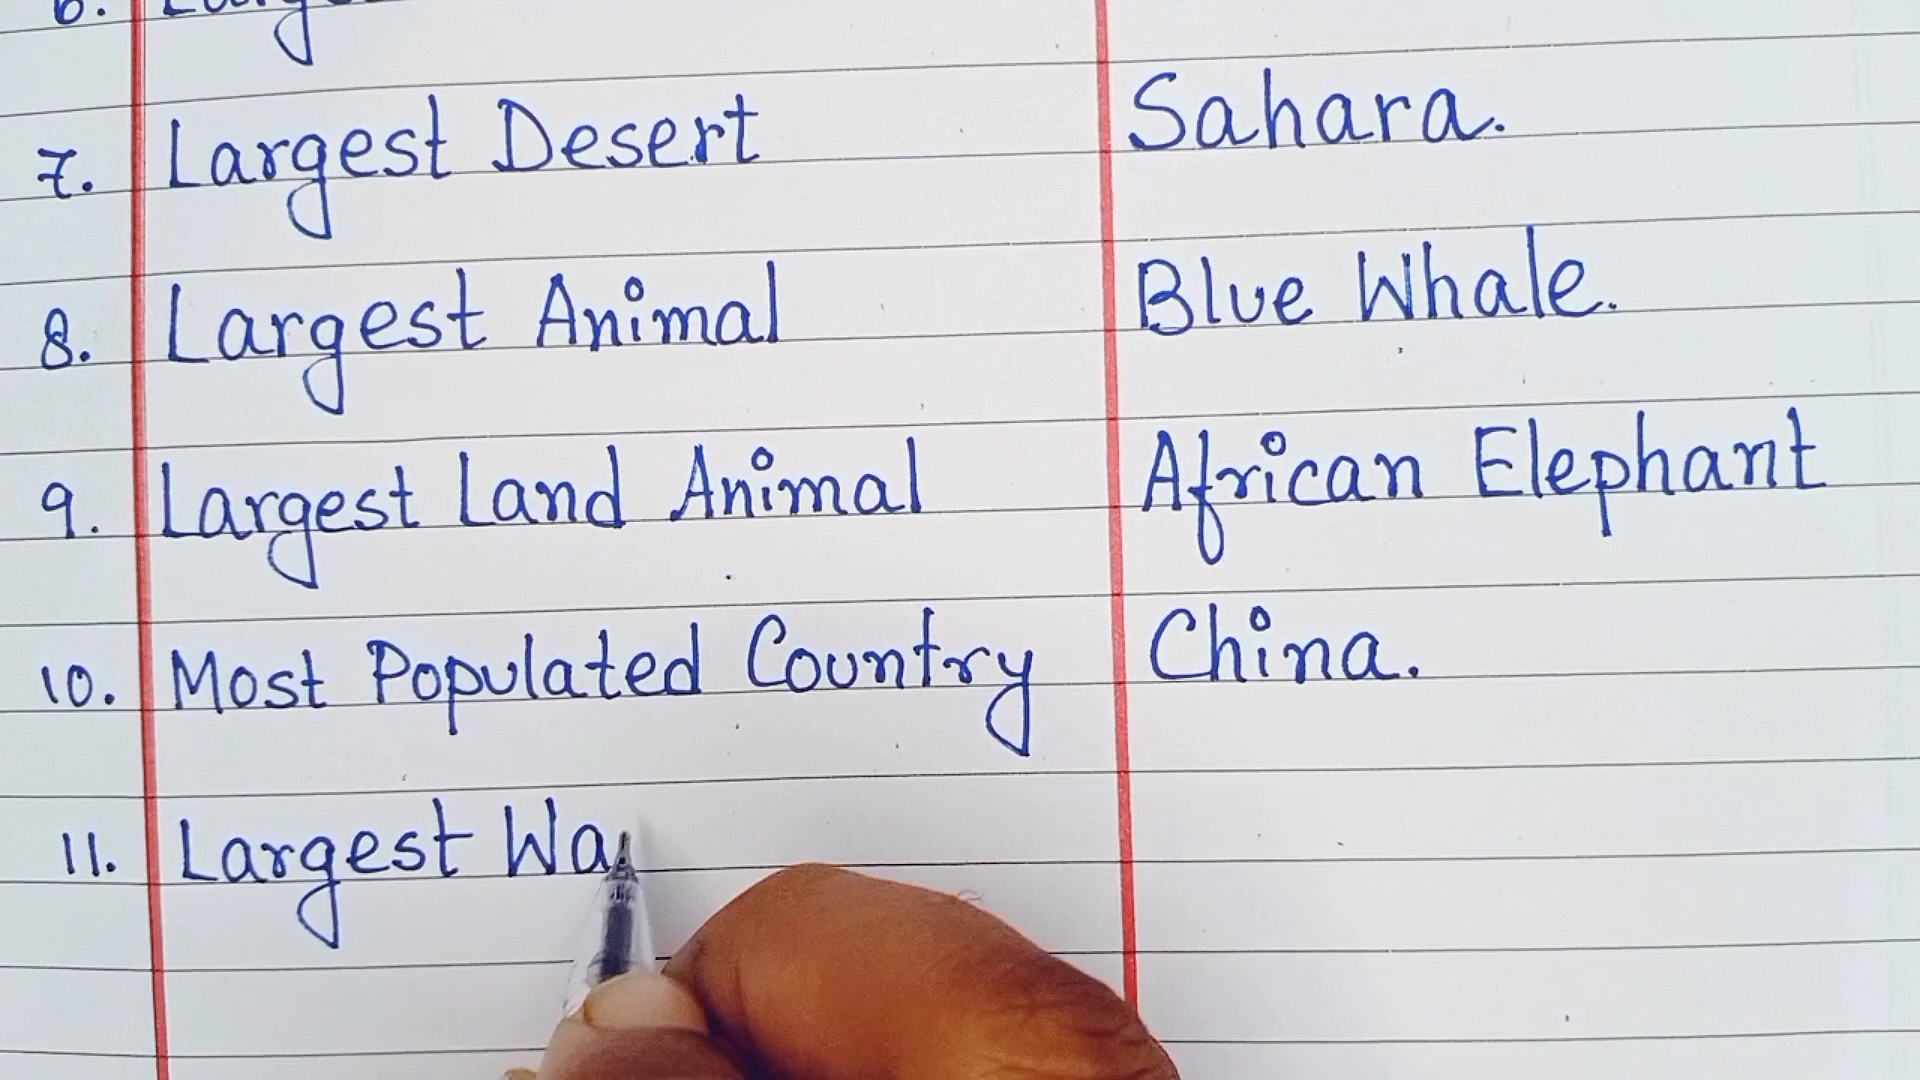 6.
7. Largest Desert Sahara.
8. Largest Animal Blue Whale.
9. Largest Land Animal African Elephant
10. Most Populated Country China.
11. Largest Wa